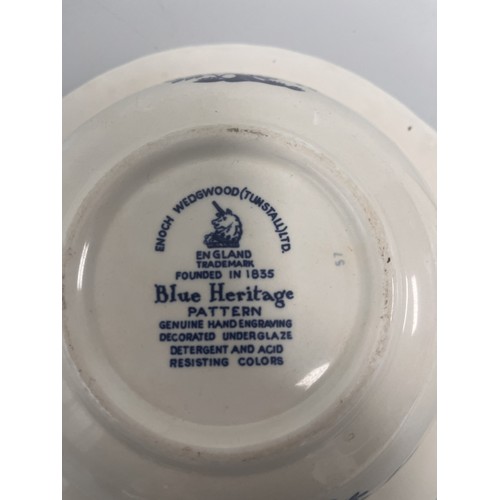 ENOCH WEDGWOOD (TUNSTALL) LTD.
ENGLAND
TRADEMARK
FOUNDED IN 1835
Blue Heritage
PATTERN
GENUINE HAND ENGRAVING
DECORATED UNDERGLAZE
DETERGENT AND ACID
RESISTING COLORS